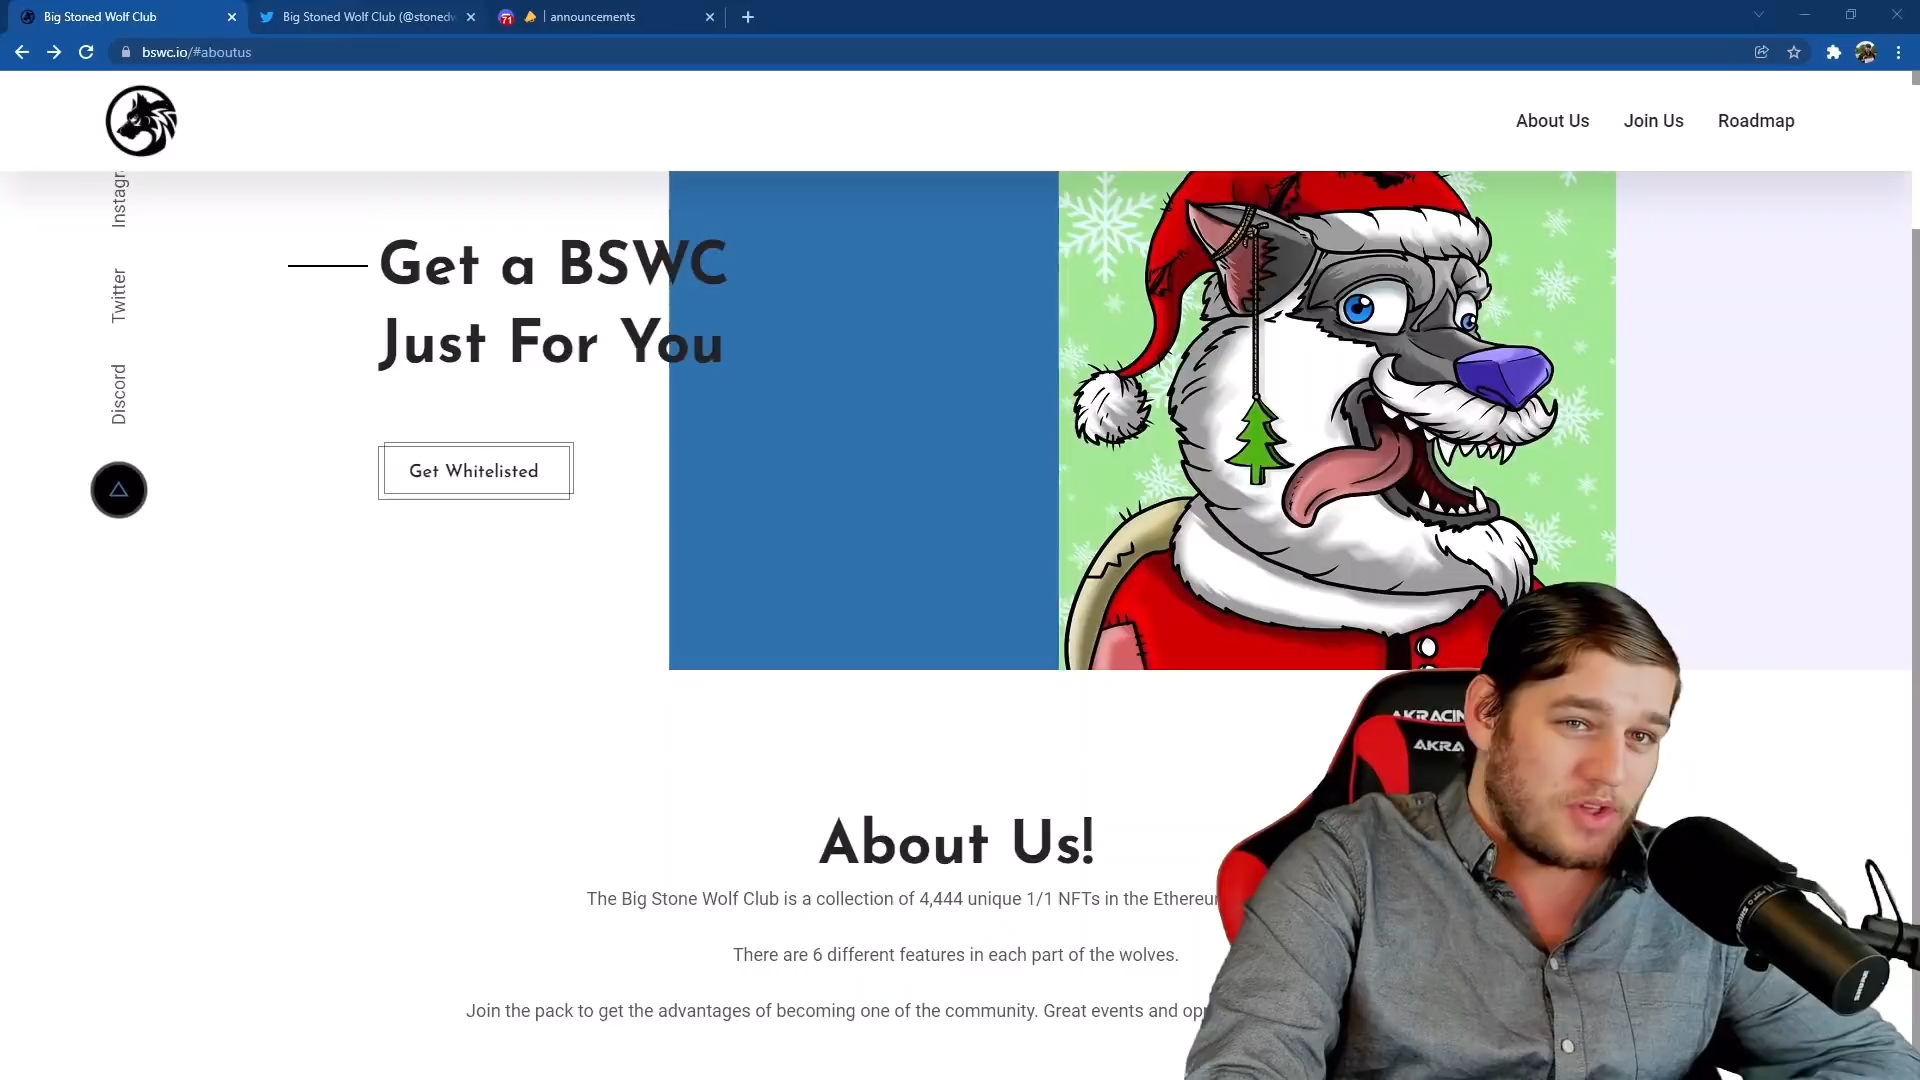 Big Stoned Wolf Club
Big Stoned Wolf Club (@stonedw
71
| announcements
bswc.io/#aboutus
About Us
Join Us
Roadmap
Instagr
Twitter
Discord
Get a BSWC
Just For You
Get Whitelisted
AKRACIN
AKRA
About Us!
The Big Stone Wolf Club is a collection of 4,444 unique 1/1 NFTs in the Ethereu
There are 6 different features in each part of the wolves.
Join the pack to get the advantages of becoming one of the community. Great events and op